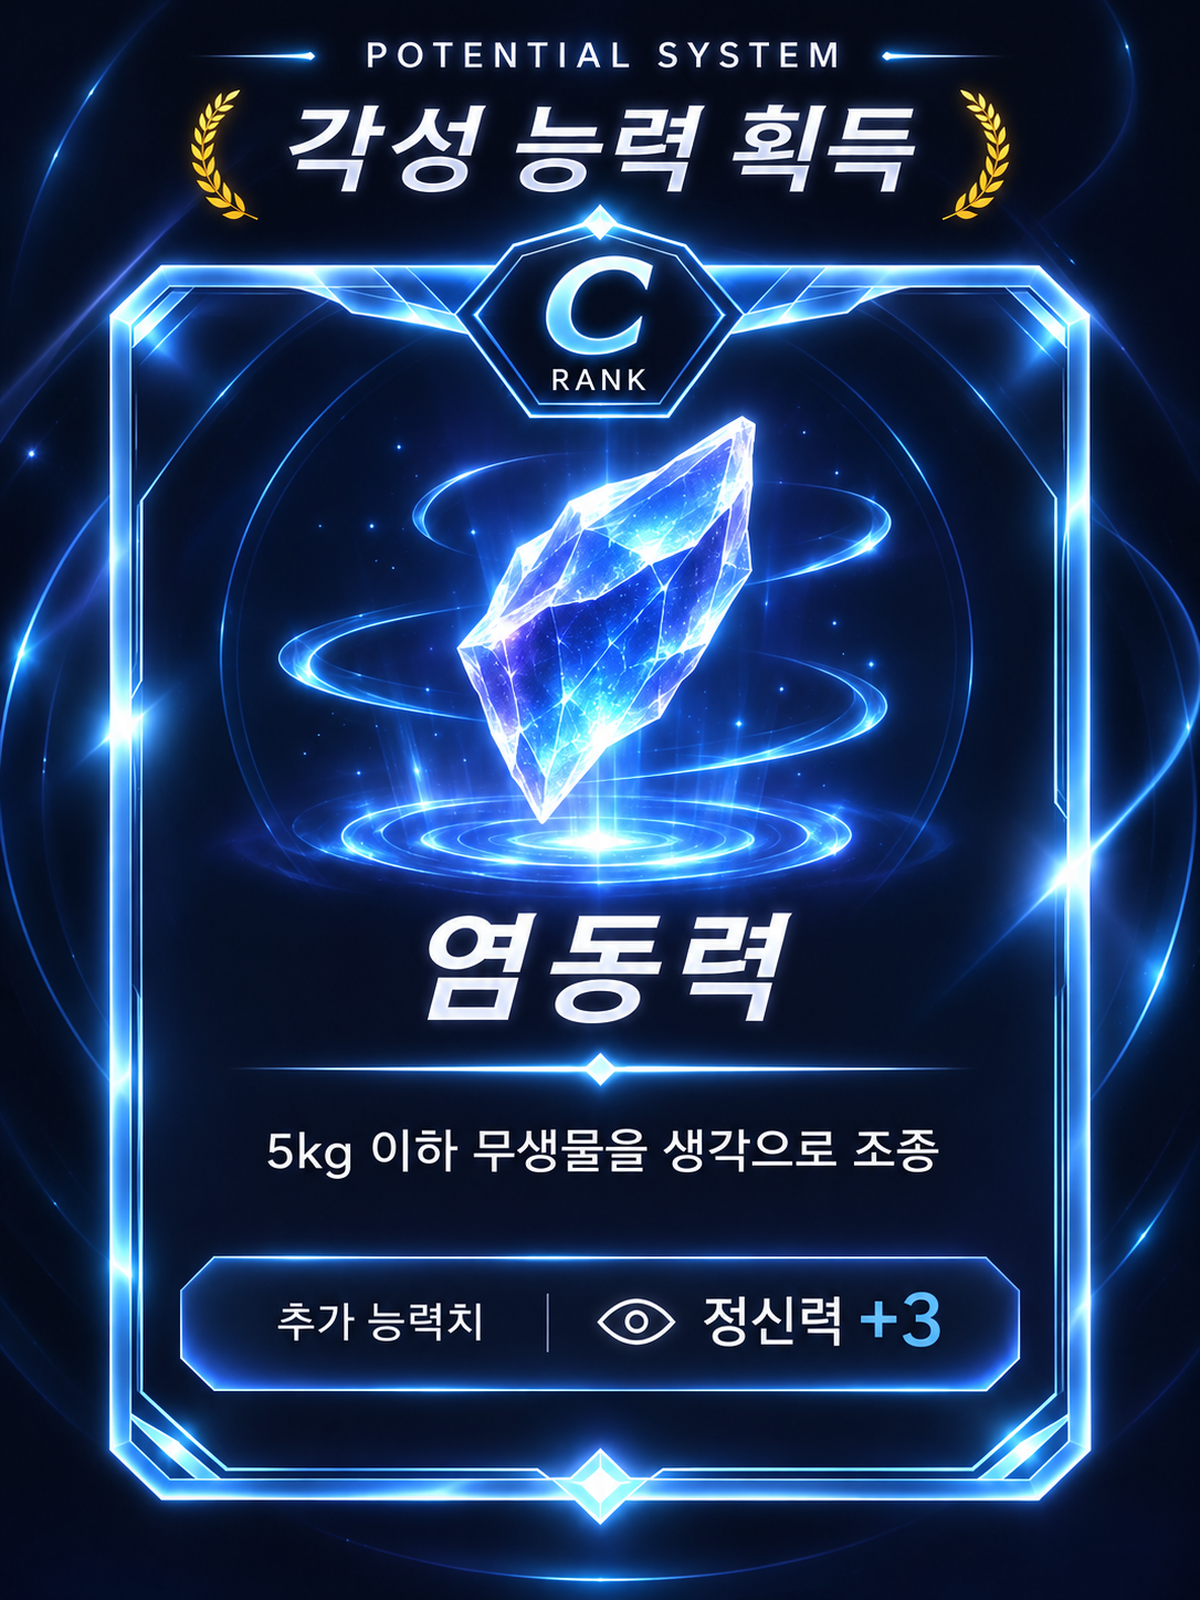 POTENTIAL SYSTEM
각성 능력 획득
C
RANK
염동력
5kg 이하 무생물을 생각으로 조종
추가 능력치 정신력 +3